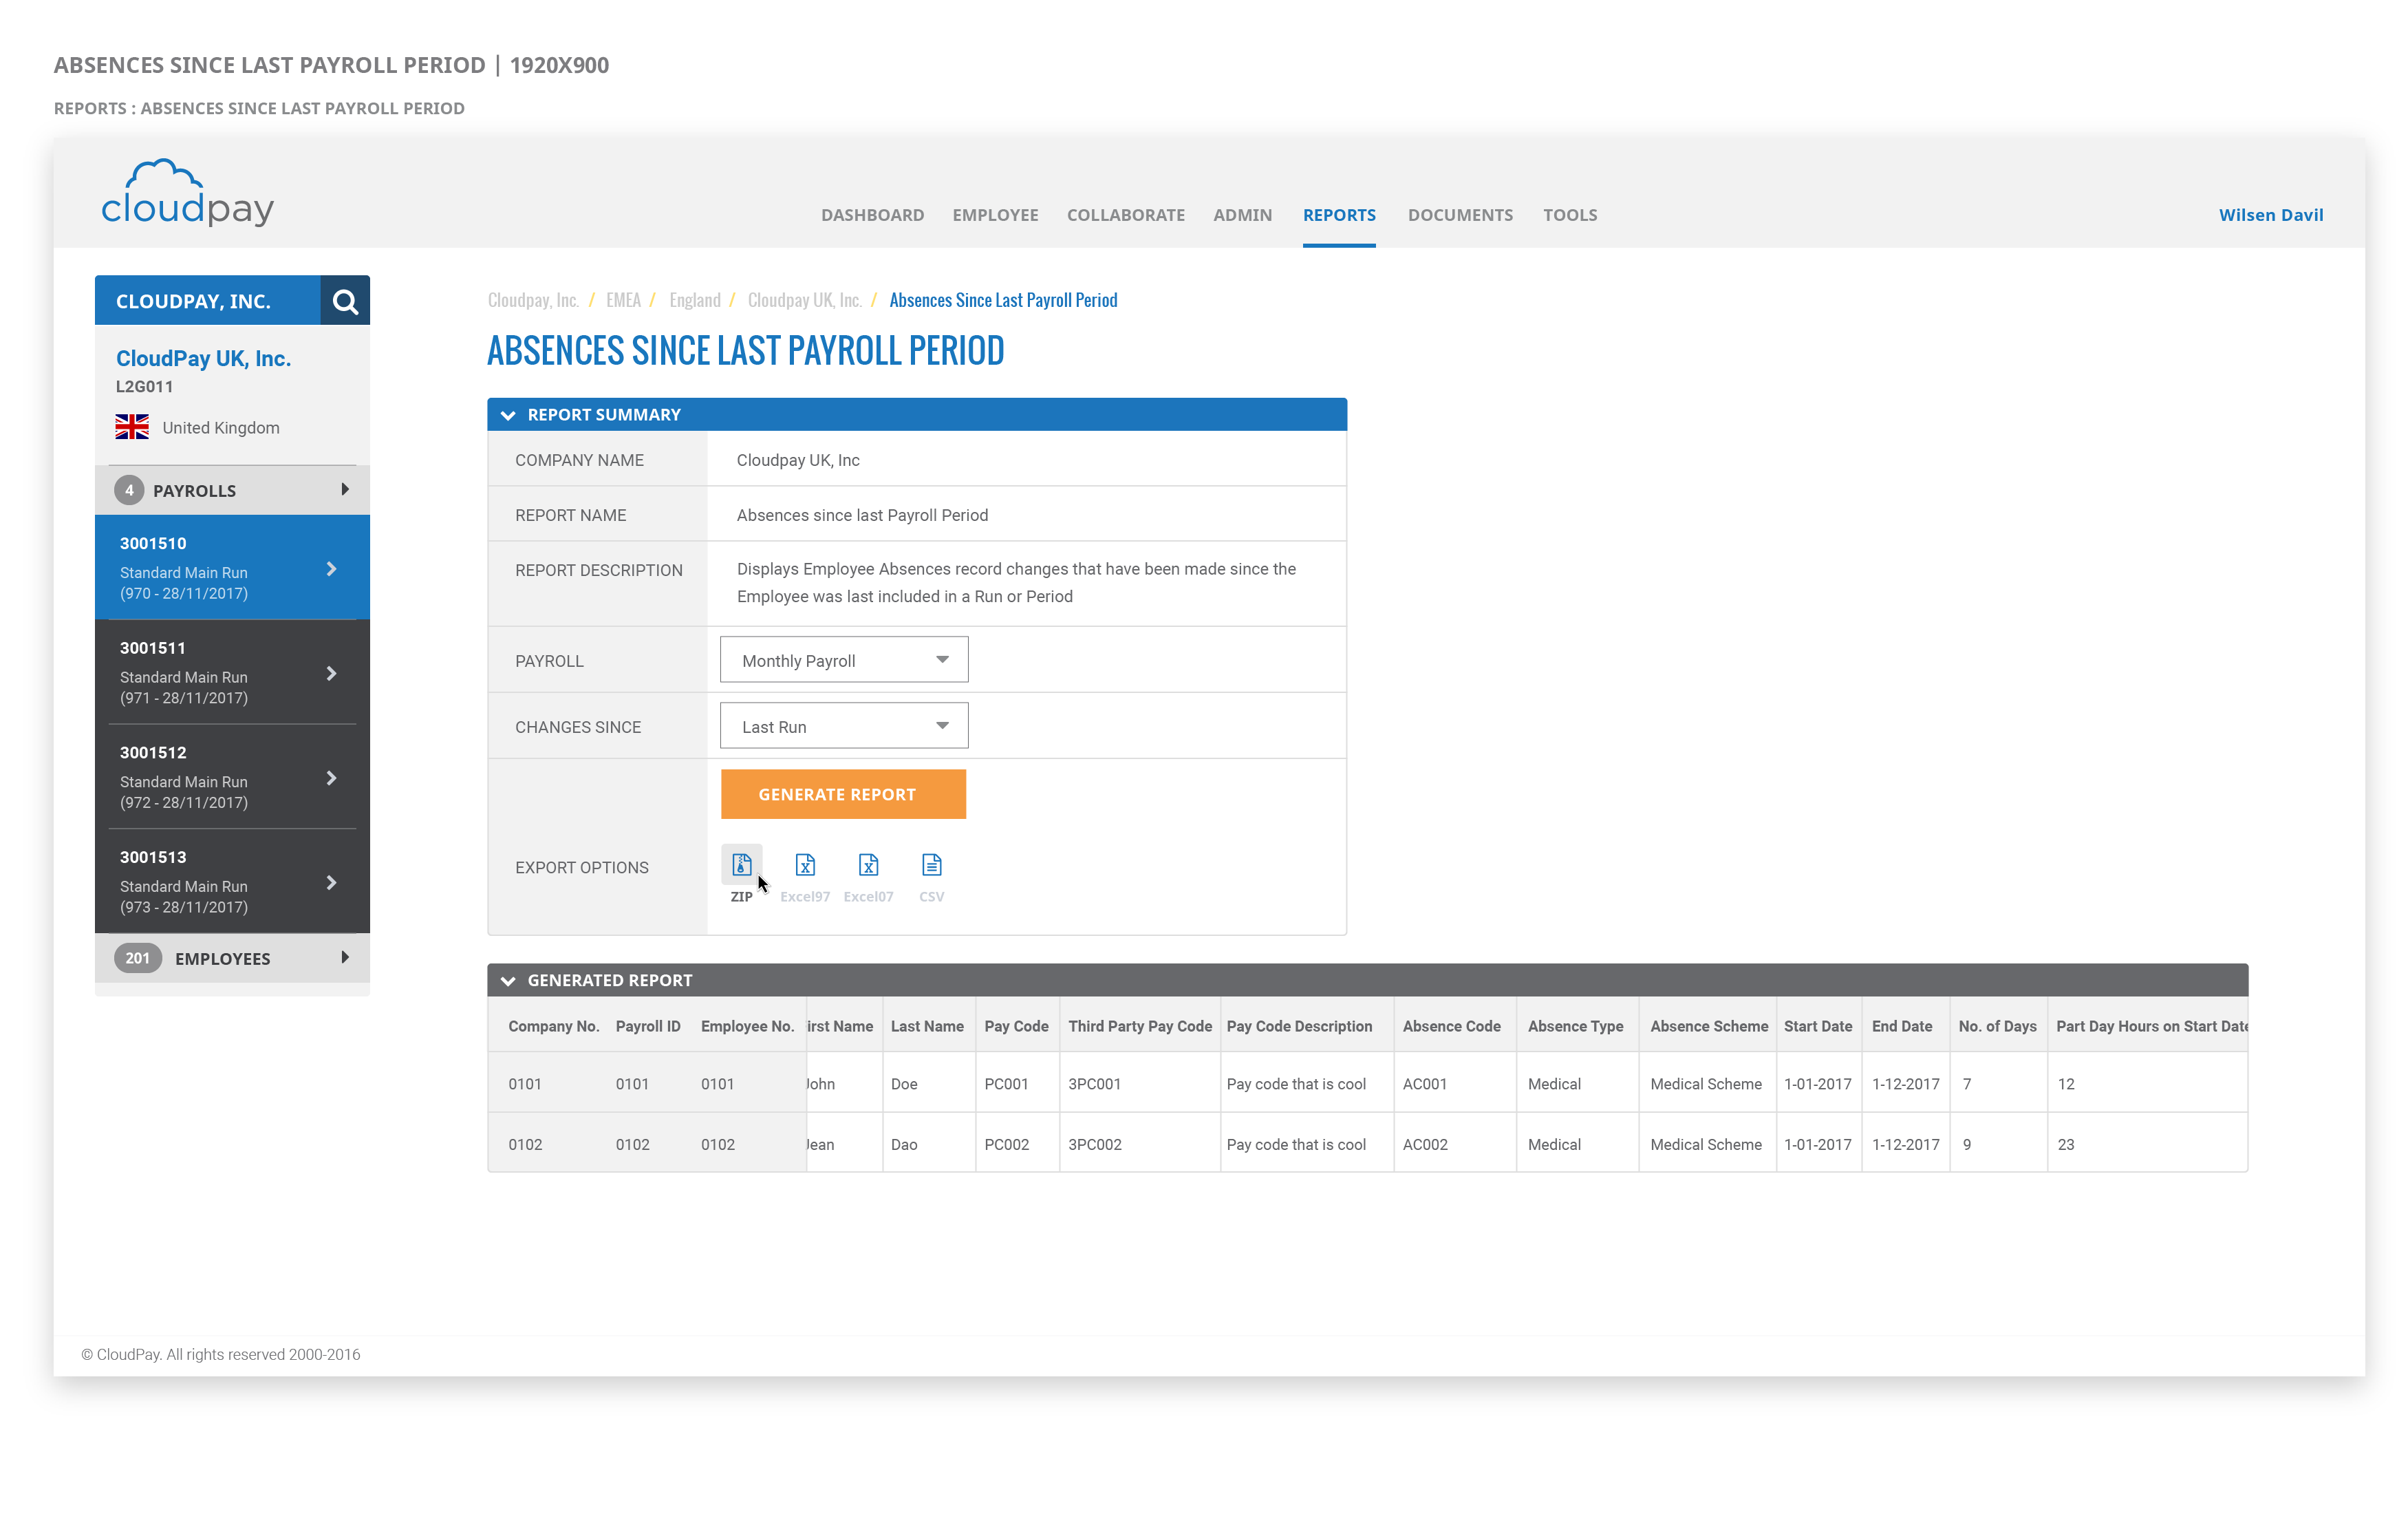 ABSENCES SINCE LAST PAYROLL PERIOD | 1920X900
REPORTS : ABSENCES SINCE LAST PAYROLL PERIOD
cloudpay
DASHBOARD EMPLOYEE COLLABORATE ADMIN REPORTS DOCUMENTS TOOLS
Wilsen Davil
CLOUDPAY, INC.
CloudPay UK, Inc.
L2G011
United Kingdom
4 PAYROLLS
3001510
Standard Main Run
(970 - 28/11/2017)
3001511
Standard Main Run
(971 - 28/11/2017)
3001512
Standard Main Run
(972 - 28/11/2017)
3001513
Standard Main Run
(973 - 28/11/2017)
201 EMPLOYEES
Cloudpay, Inc. / EMEA / England / Cloudpay UK, Inc. / Absences Since Last Payroll Period
ABSENCES SINCE LAST PAYROLL PERIOD
REPORT SUMMARY
COMPANY NAME Cloudpay UK, Inc
REPORT NAME Absences since last Payroll Period
REPORT DESCRIPTION Displays Employee Absences record changes that have been made since the
Employee was last included in a Run or Period
PAYROLL Monthly Payroll
CHANGES SINCE Last Run
GENERATE REPORT
EXPORT OPTIONS
ZIP Excel97 Excel07 CSV
GENERATED REPORT
Company No. Payroll ID Employee No. irst Name Last Name Pay Code Third Party Pay Code Pay Code Description Absence Code Absence Type Absence Scheme Start Date End Date No. of Days Part Day Hours on Start Date
0101 0101 0101 John Doe PC001 3PC001 Pay code that is cool AC001 Medical Medical Scheme 1-01-2017 1-12-2017 7 12
0102 0102 0102 Jean Dao PC002 3PC002 Pay code that is cool AC002 Medical Medical Scheme 1-01-2017 1-12-2017 9 23
© CloudPay. All rights reserved 2000-2016